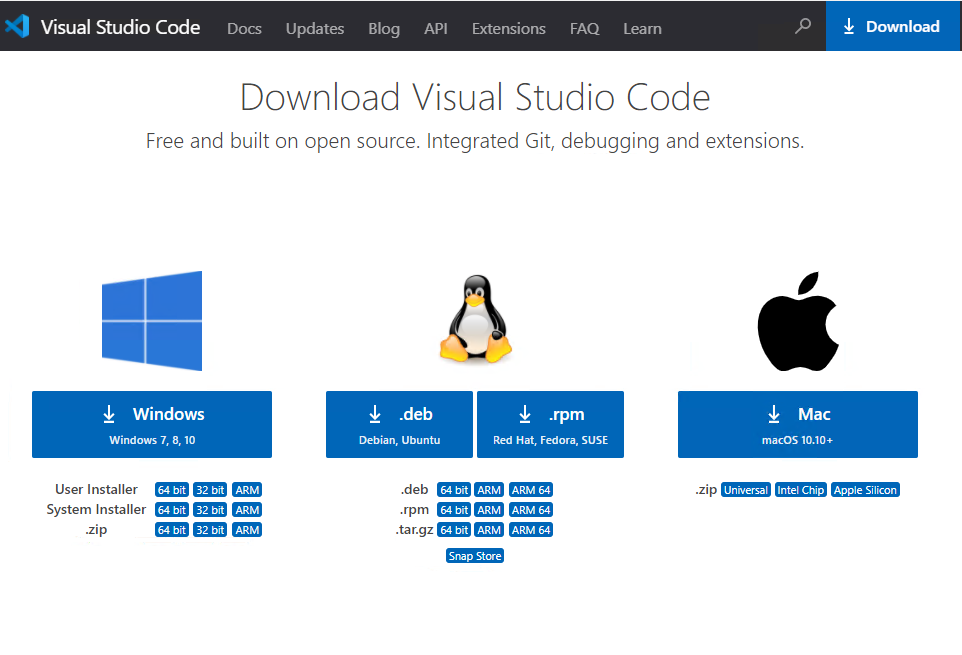 Visual Studio Code Docs Updates Blog API Extensions FAQ Learn Download
Download Visual Studio Code
Free and built on open source. Integrated Git, debugging and extensions.
Windows
Windows 7, 8, 10
User Installer 64 bit 32 bit ARM
System Installer 64 bit 32 bit ARM
.zip 64 bit 32 bit ARM
.deb
Debian, Ubuntu
.rpm
Red Hat, Fedora, SUSE
.deb 64 bit ARM ARM 64
.rpm 64 bit ARM ARM 64
.tar.gz 64 bit ARM ARM 64
Snap Store
Mac
macOS 10.10+
.zip Universal Intel Chip Apple Silicon